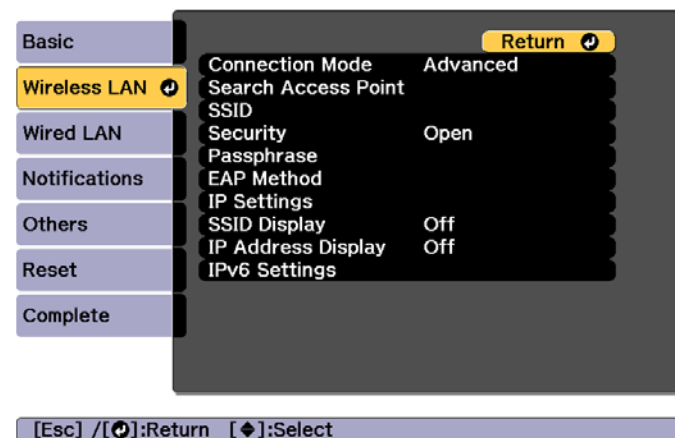 Basic
Wireless LAN
Wired LAN
Notifications
Others
Reset
Complete
Return
Connection Mode Advanced
Search Access Point
SSID
Security Open
Passphrase
EAP Method
IP Settings
SSID Display Off
IP Address Display Off
IPv6 Settings
[Esc] /[⏎]:Return [◆]:Select